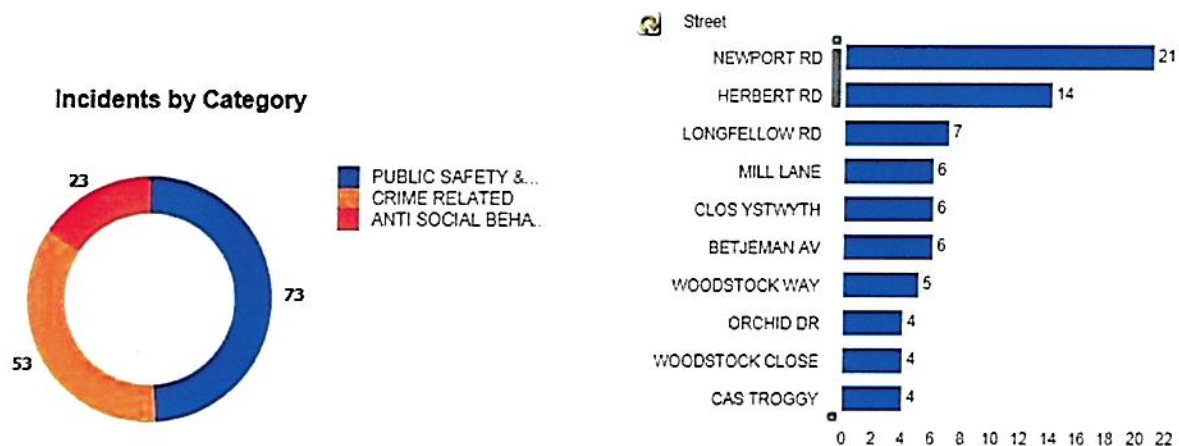 Incidents by Category
23
73
53
PUBLIC SAFETY &...
CRIME RELATED
ANTI SOCIAL BEHA...
Street
NEWPORT RD 21
HERBERT RD 14
LONGFELLOW RD 7
MILL LANE 6
CLOS YSTWYTH 6
BETJEMAN AV 6
WOODSTOCK WAY 5
ORCHID DR 4
WOODSTOCK CLOSE 4
CAS TROGGY 4
0 2 4 6 8 10 12 14 16 18 20 22